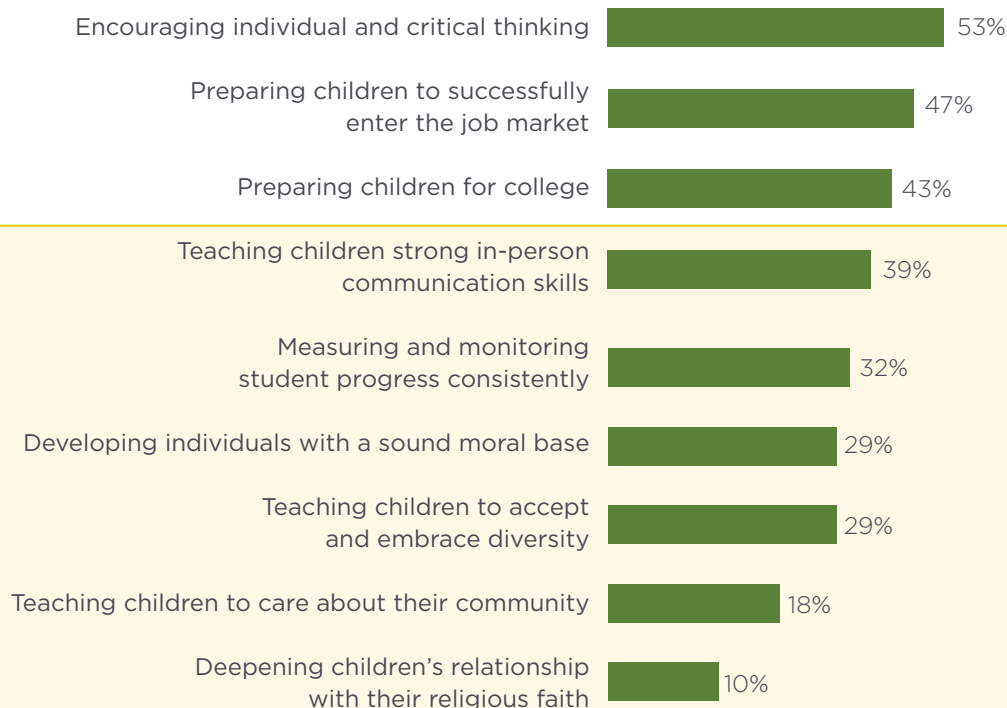 Encouraging individual and critical thinking 53%
Preparing children to successfully
enter the job market 47%
Preparing children for college 43%
Teaching children strong in-person
communication skills 39%
Measuring and monitoring
student progress consistently 32%
Developing individuals with a sound moral base 29%
Teaching children to accept
and embrace diversity 29%
Teaching children to care about their community 18%
Deepening children’s relationship
with their religious faith 10%